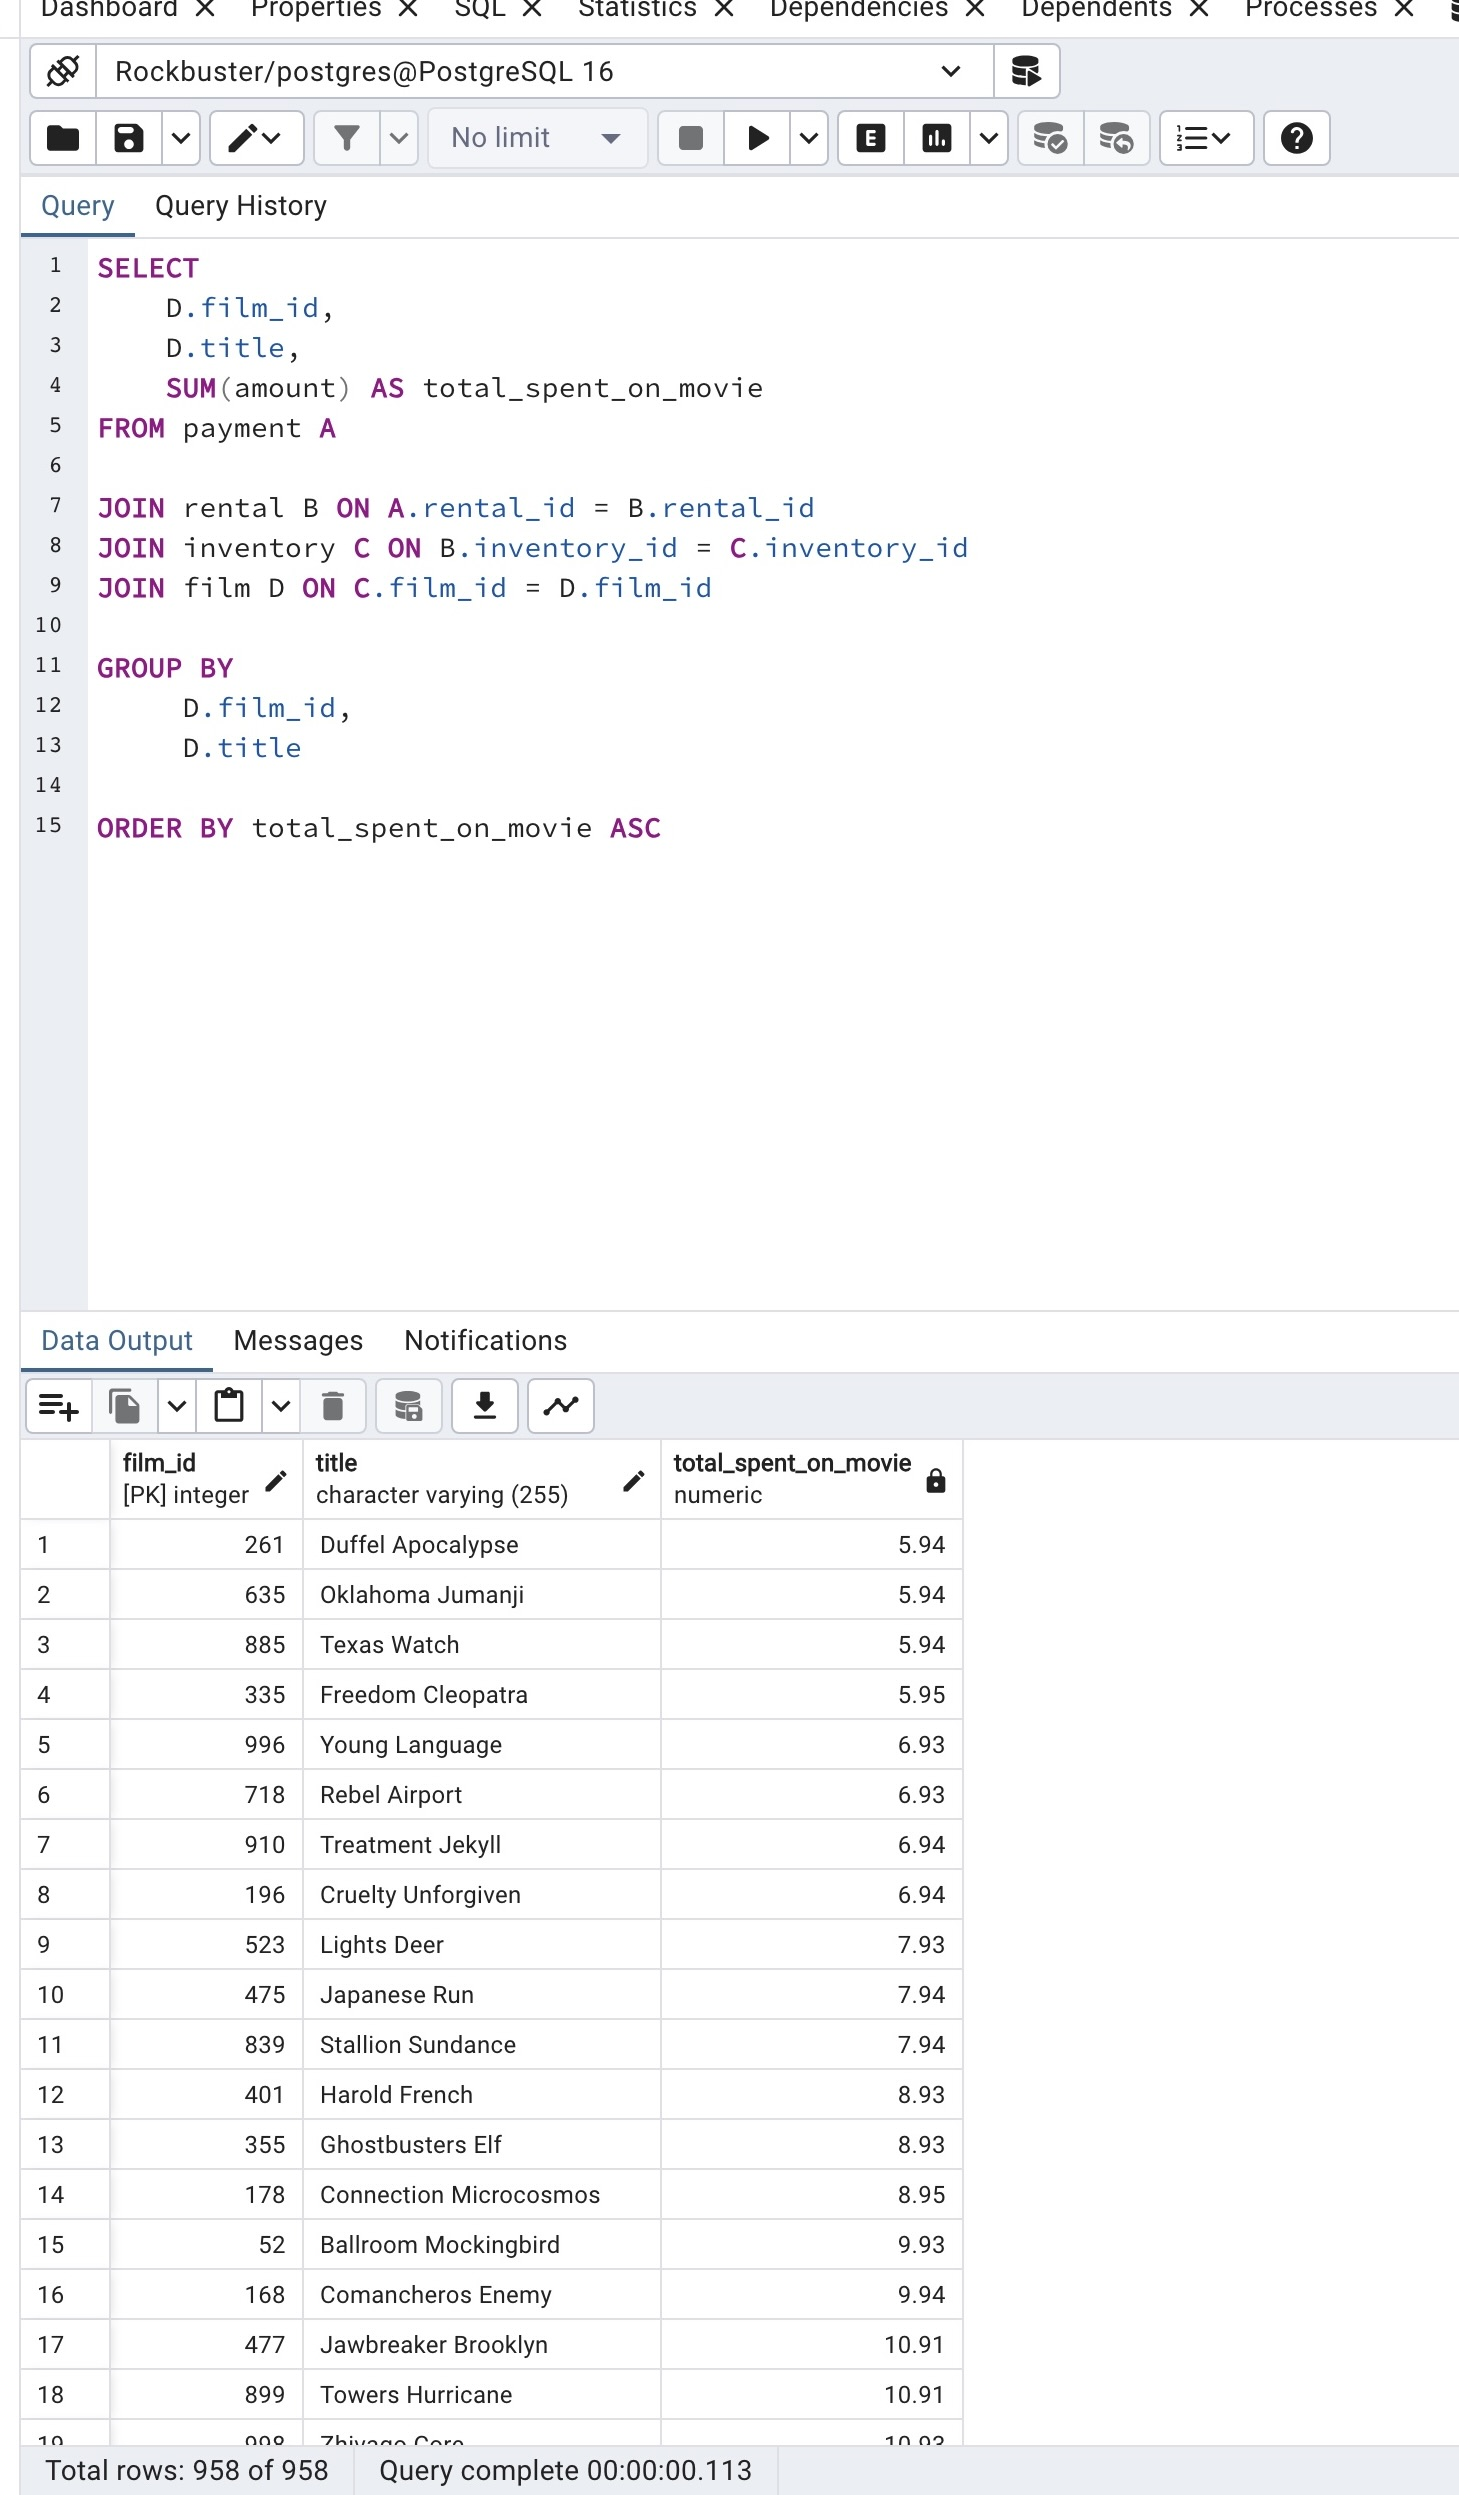 Dashboard Properties SQL Statistics Dependencies Dependents Processes
Rockbuster/postgres@PostgreSQL 16
No limit E
Query Query History
1 SELECT
2 D.film_id,
3 D.title,
4 SUM(amount) AS total_spent_on_movie
5 FROM payment A
6
7 JOIN rental B ON A.rental_id = B.rental_id
8 JOIN inventory C ON B.inventory_id = C.inventory_id
9 JOIN film D ON C.film_id = D.film_id
10
11 GROUP BY
12 D.film_id,
13 D.title
14
15 ORDER BY total_spent_on_movie ASC
Data Output Messages Notifications
film_id title total_spent_on_movie
[PK] integer character varying (255) numeric
1 261 Duffel Apocalypse 5.94
2 635 Oklahoma Jumanji 5.94
3 885 Texas Watch 5.94
4 335 Freedom Cleopatra 5.95
5 996 Young Language 6.93
6 718 Rebel Airport 6.93
7 910 Treatment Jekyll 6.94
8 196 Cruelty Unforgiven 6.94
9 523 Lights Deer 7.93
10 475 Japanese Run 7.94
11 839 Stallion Sundance 7.94
12 401 Harold French 8.93
13 355 Ghostbusters Elf 8.93
14 178 Connection Microcosmos 8.95
15 52 Ballroom Mockingbird 9.93
16 168 Comancheros Enemy 9.94
17 477 Jawbreaker Brooklyn 10.91
18 899 Towers Hurricane 10.91
19 998 Zhivago Core 10.93
Total rows: 958 of 958 Query complete 00:00:00.113